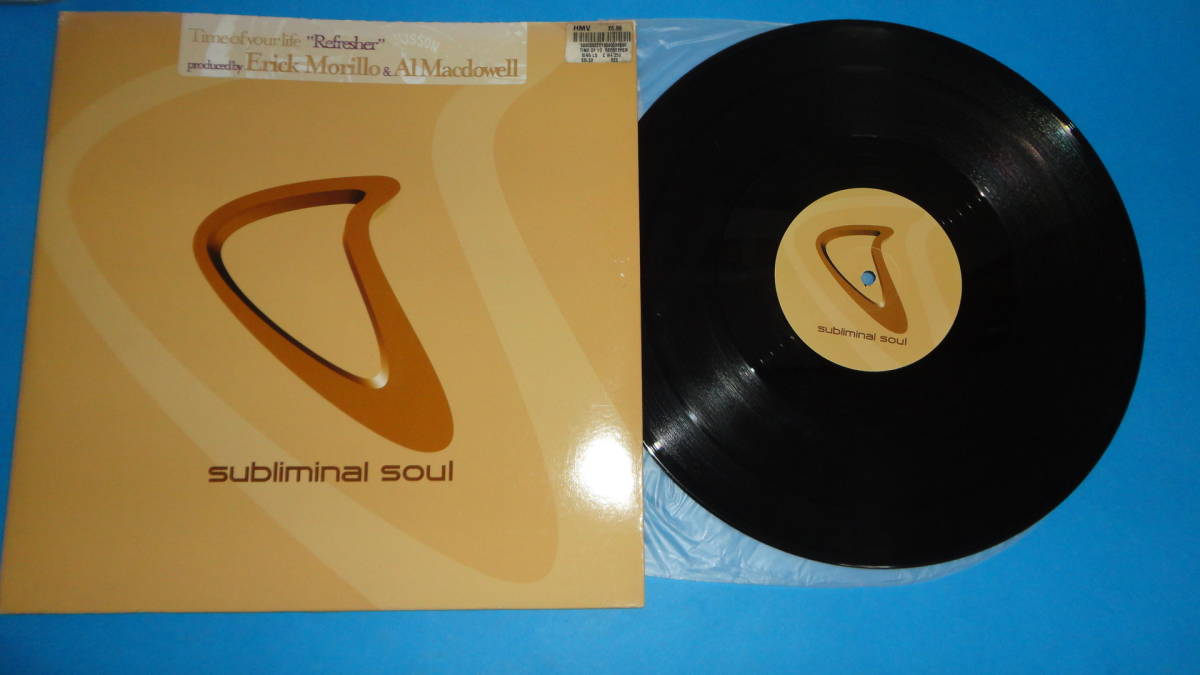 Time of your life "Refresher"
produced by Erick Morillo & Al Macdowell
HMV
subliminal soul
subliminal soul